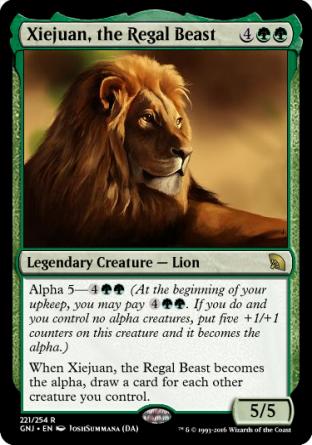 Xiejuan, the Regal Beast 4
Legendary Creature — Lion
Alpha 5—4 (At the beginning of your
upkeep, you may pay 4. If you do and
you control no alpha creatures, put five +1/+1
counters on this creature and it becomes the
alpha.)
When Xiejuan, the Regal Beast becomes
the alpha, draw a card for each other
creature you control.
5/5
221/254 R
GNJ • EN JoshSummana (DA)
™ & © 1993-2016 Wizards of the Coast